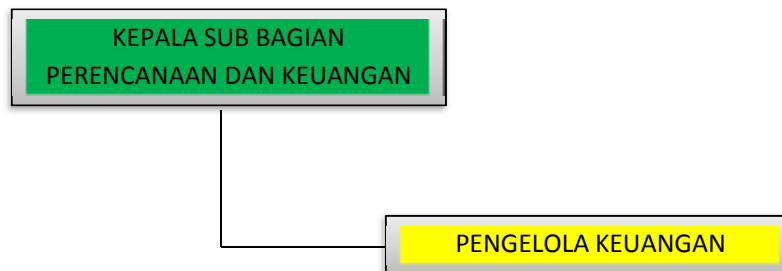 KEPALA SUB BAGIAN
PERENCANAAN DAN KEUANGAN
PENGELOLA KEUANGAN